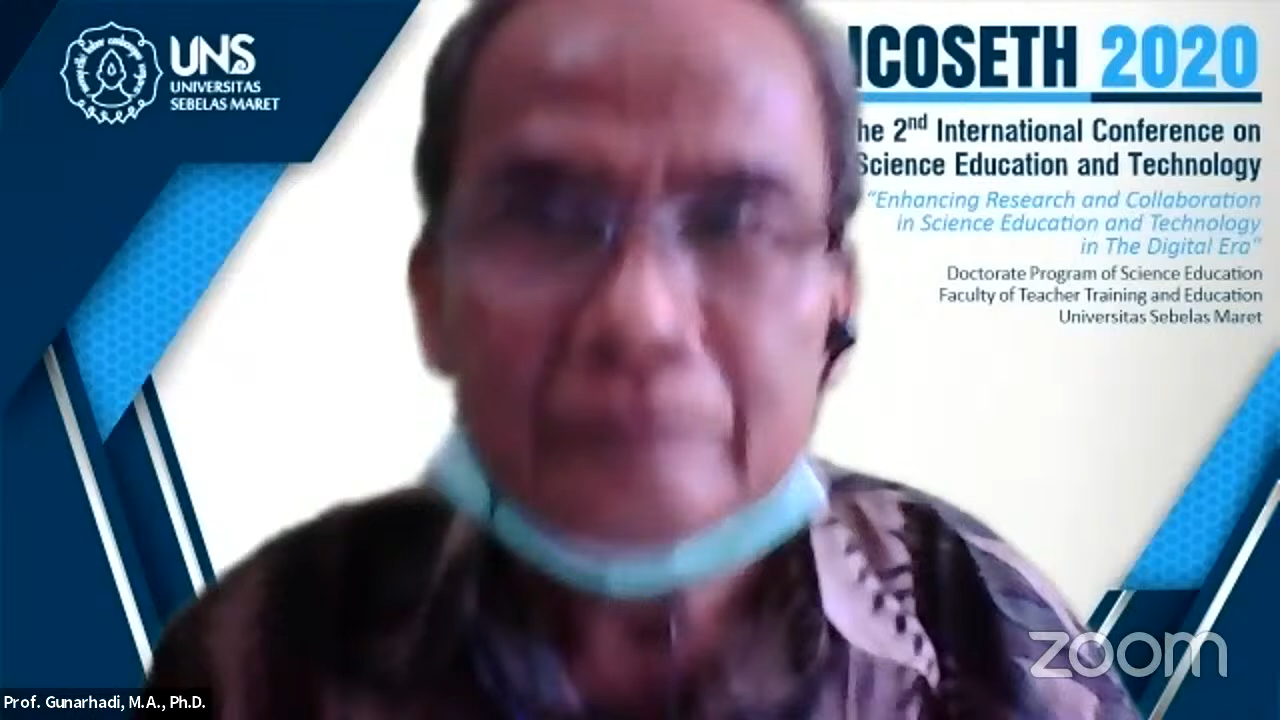 UNS
UNIVERSITAS
SEBELAS MARET
ICOSETH 2020
he 2nd International Conference on
Science Education and Technology
"Enhancing Research and Collaboration
in Science Education and Technology
in The Digital Era"
Doctorate Program of Science Education
Faculty of Teacher Training and Education
Universitas Sebelas Maret
zoom
Prof. Gunarhadi, M.A., Ph.D.